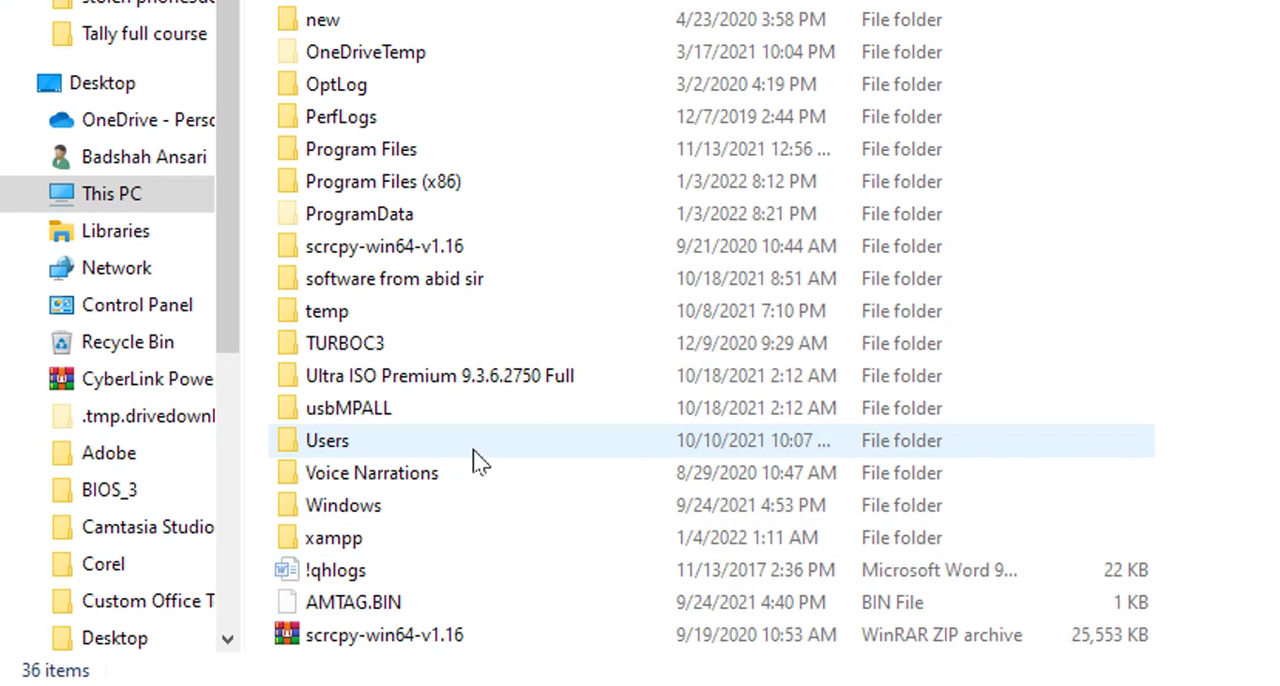 Tally full course
Desktop
OneDrive - Perso
Badshah Ansari
This PC
Libraries
Network
Control Panel
Recycle Bin
CyberLink Powe
.tmp.drivedownl
Adobe
BIOS_3
Camtasia Studio
Corel
Custom Office T
Desktop
new 4/23/2020 3:58 PM File folder
OneDriveTemp 3/17/2021 10:04 PM File folder
OptLog 3/2/2020 4:19 PM File folder
PerfLogs 12/7/2019 2:44 PM File folder
Program Files 11/13/2021 12:56 ... File folder
Program Files (x86) 1/3/2022 8:12 PM File folder
ProgramData 1/3/2022 8:21 PM File folder
scrcpy-win64-v1.16 9/21/2020 10:44 AM File folder
software from abid sir 10/18/2021 8:51 AM File folder
temp 10/8/2021 7:10 PM File folder
TURBOC3 12/9/2020 9:29 AM File folder
Ultra ISO Premium 9.3.6.2750 Full 10/18/2021 2:12 AM File folder
usbMPALL 10/18/2021 2:12 AM File folder
Users 10/10/2021 10:07 ... File folder
Voice Narrations 8/29/2020 10:47 AM File folder
Windows 9/24/2021 4:53 PM File folder
xampp 1/4/2022 1:11 AM File folder
!qhlogs 11/13/2017 2:36 PM Microsoft Word 9... 22 KB
AMTAG.BIN 9/24/2021 4:40 PM BIN File 1 KB
scrcpy-win64-v1.16 9/19/2020 10:53 AM WinRAR ZIP archive 25,553 KB
36 items